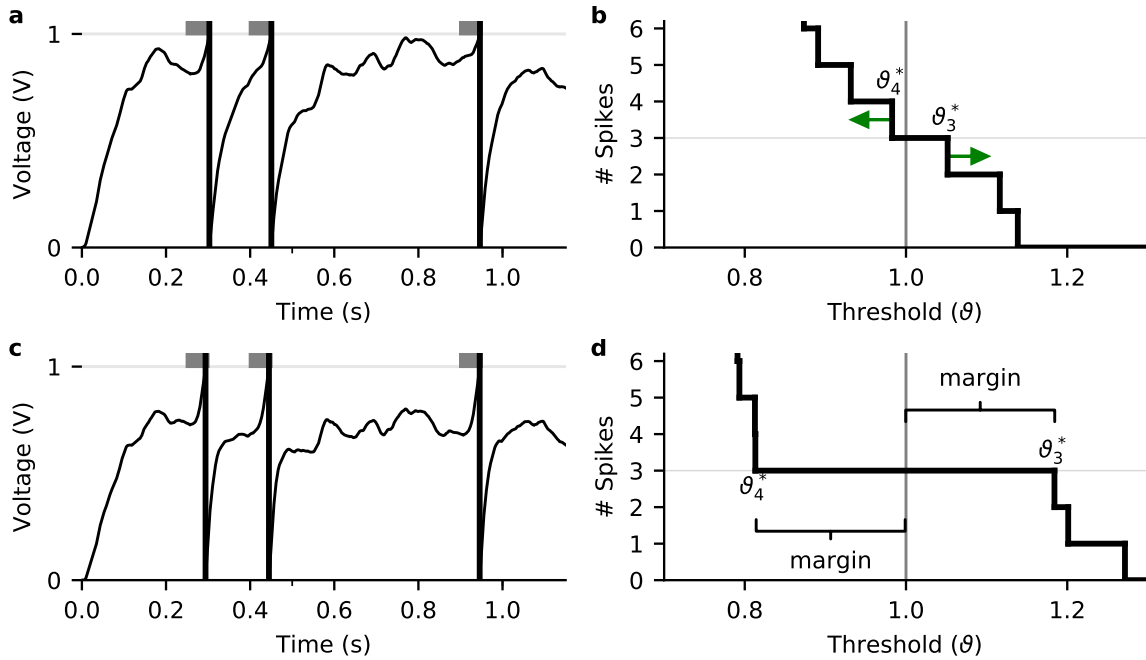 a
1
0
Voltage (V)
0.0 0.2 0.4 0.6 0.8 1.0
Time (s)
b
6
5
4
3
2
1
0
# Spikes
ϑ₄*
ϑ₃*
0.8 1.0 1.2
Threshold (ϑ)
c
1
0
Voltage (V)
0.0 0.2 0.4 0.6 0.8 1.0
Time (s)
d
6
5
4
3
2
1
0
# Spikes
margin
ϑ₃*
ϑ₄*
margin
0.8 1.0 1.2
Threshold (ϑ)